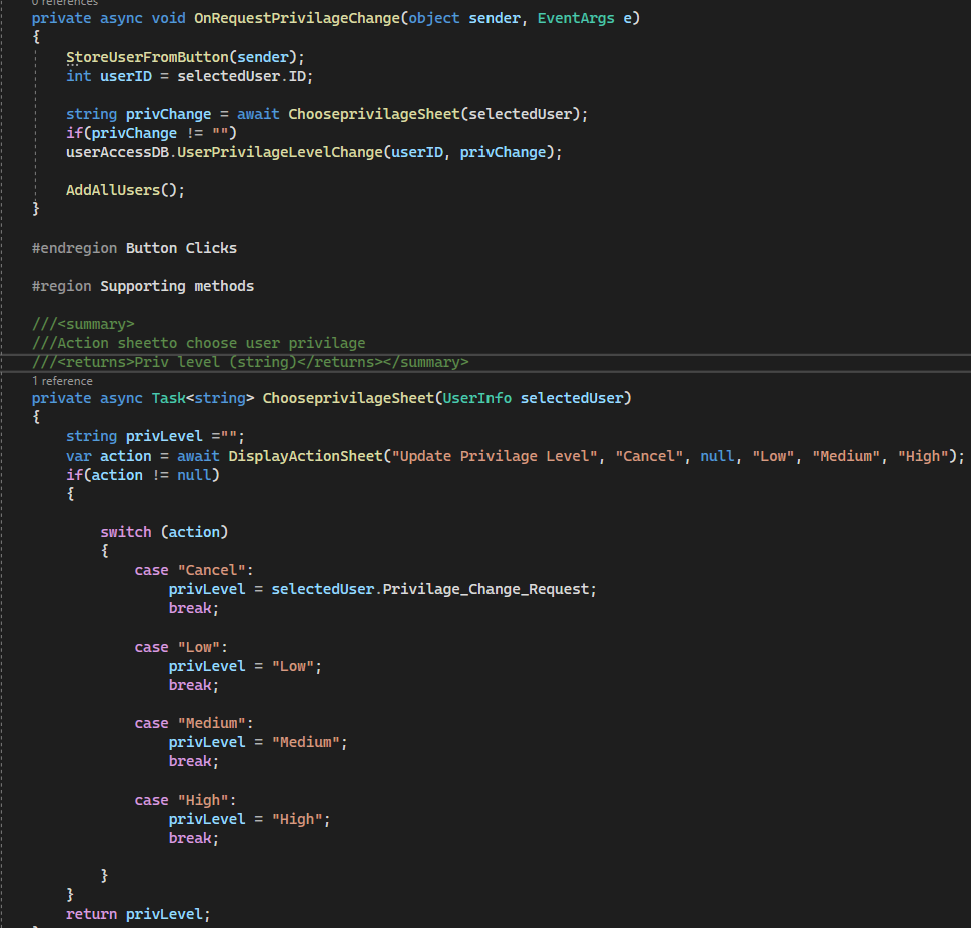 0 references
private async void OnRequestPrivilageChange(object sender, EventArgs e)
{
StoreUserFromButton(sender);
int userID = selectedUser.ID;
string privChange = await ChooseprivilageSheet(selectedUser);
if(privChange != "")
userAccessDB.UserPrivilageLevelChange(userID, privChange);
AddAllUsers();
}
#endregion Button Clicks
#region Supporting methods
///<summary>
///Action sheetto choose user privilage
///<returns>Priv level (string)</returns></summary>
1 reference
private async Task<string> ChooseprivilageSheet(UserInfo selectedUser)
{
string privLevel ="";
var action = await DisplayActionSheet("Update Privilage Level", "Cancel", null, "Low", "Medium", "High");
if(action != null)
{
switch (action)
{
case "Cancel":
privLevel = selectedUser.Privilage_Change_Request;
break;
case "Low":
privLevel = "Low";
break;
case "Medium":
privLevel = "Medium";
break;
case "High":
privLevel = "High";
break;
}
}
return privLevel;